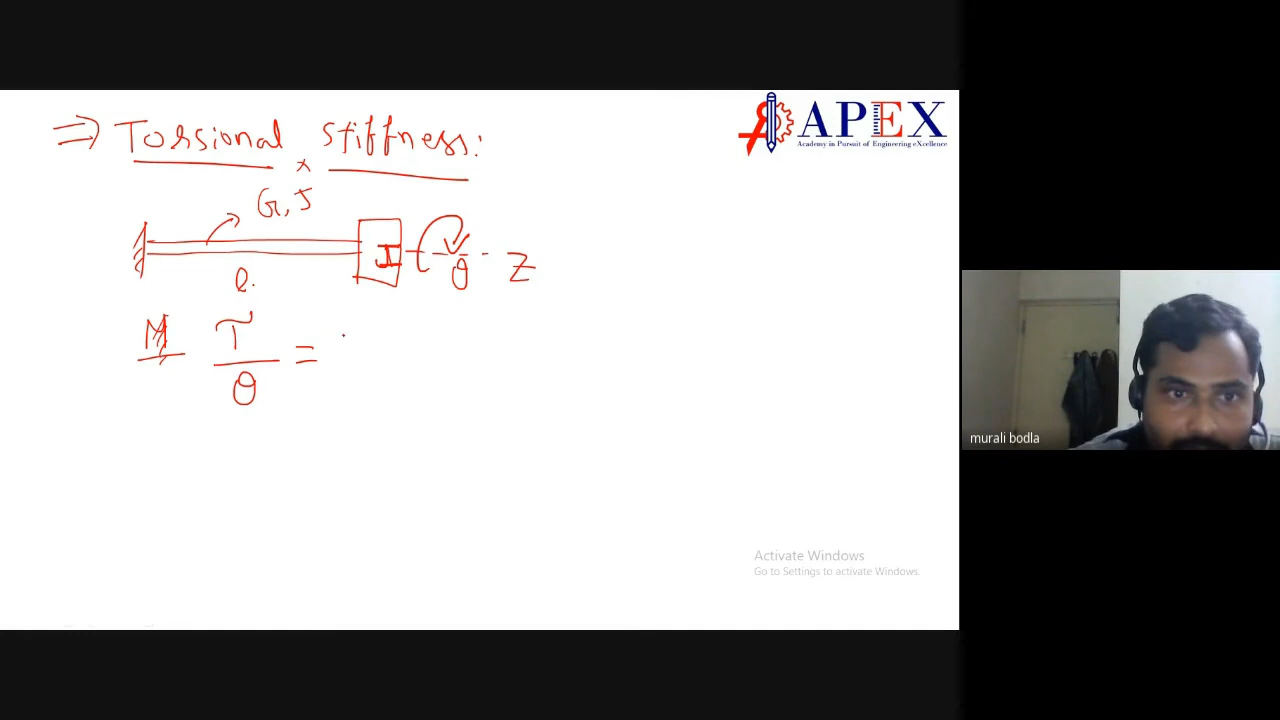 APEX
Academy in Pursuit of Engineering eXcellence
⇒ Torsional stiffness:
G, J
I
θ
Z
l.
T
θ
=
murali bodla
Activate Windows
Go to Settings to activate Windows.